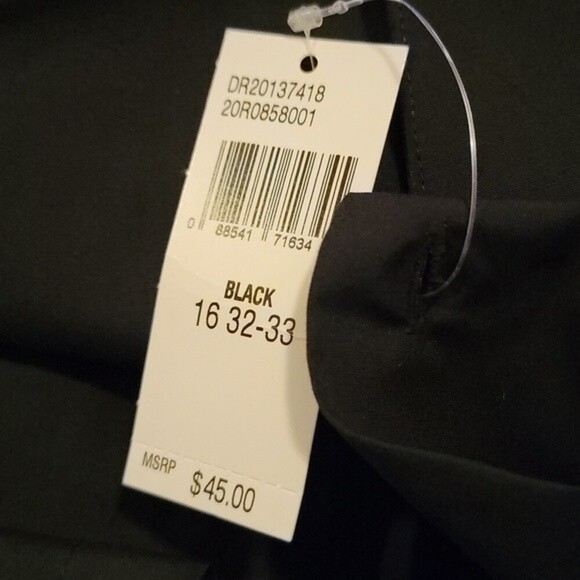 DR20137418
20R0858001
0 88541 71634
BLACK
16 32-33
MSRP $45.00